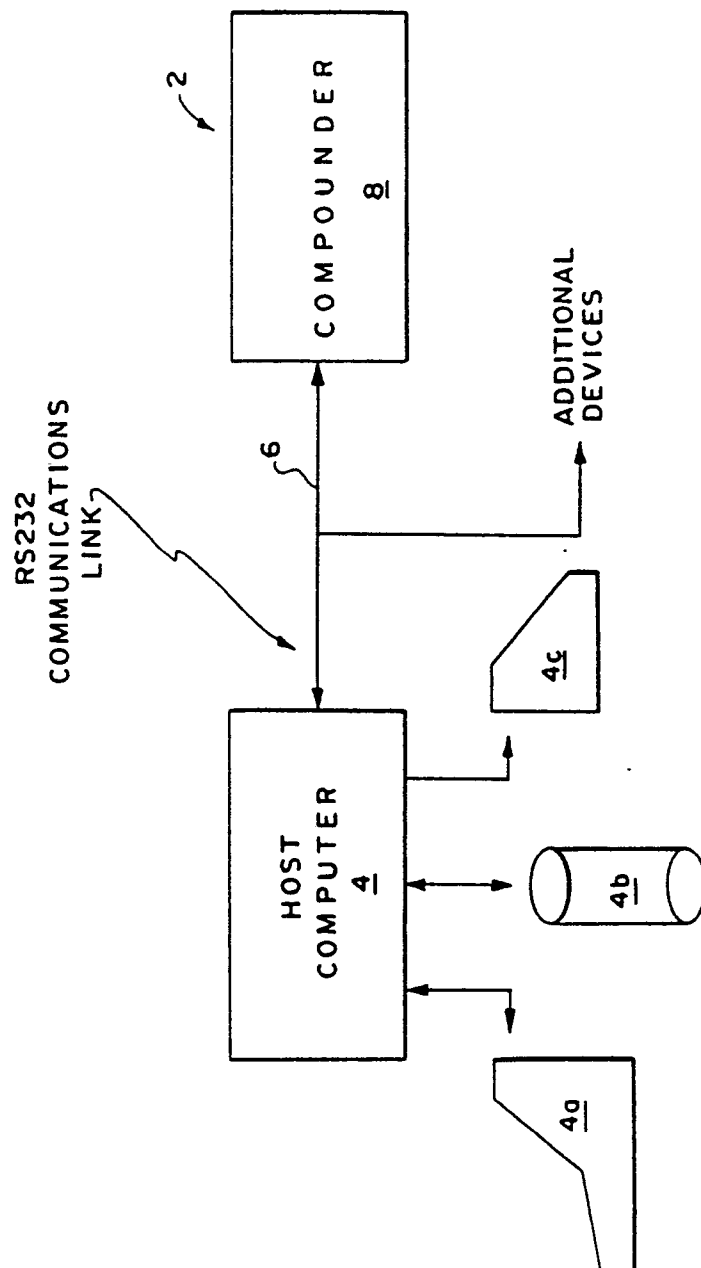 RS232
COMMUNICATIONS
LINK
2
6
HOST
COMPUTER
4
COMPOUNDER
8
4a
4b
4c
ADDITIONAL
DEVICES